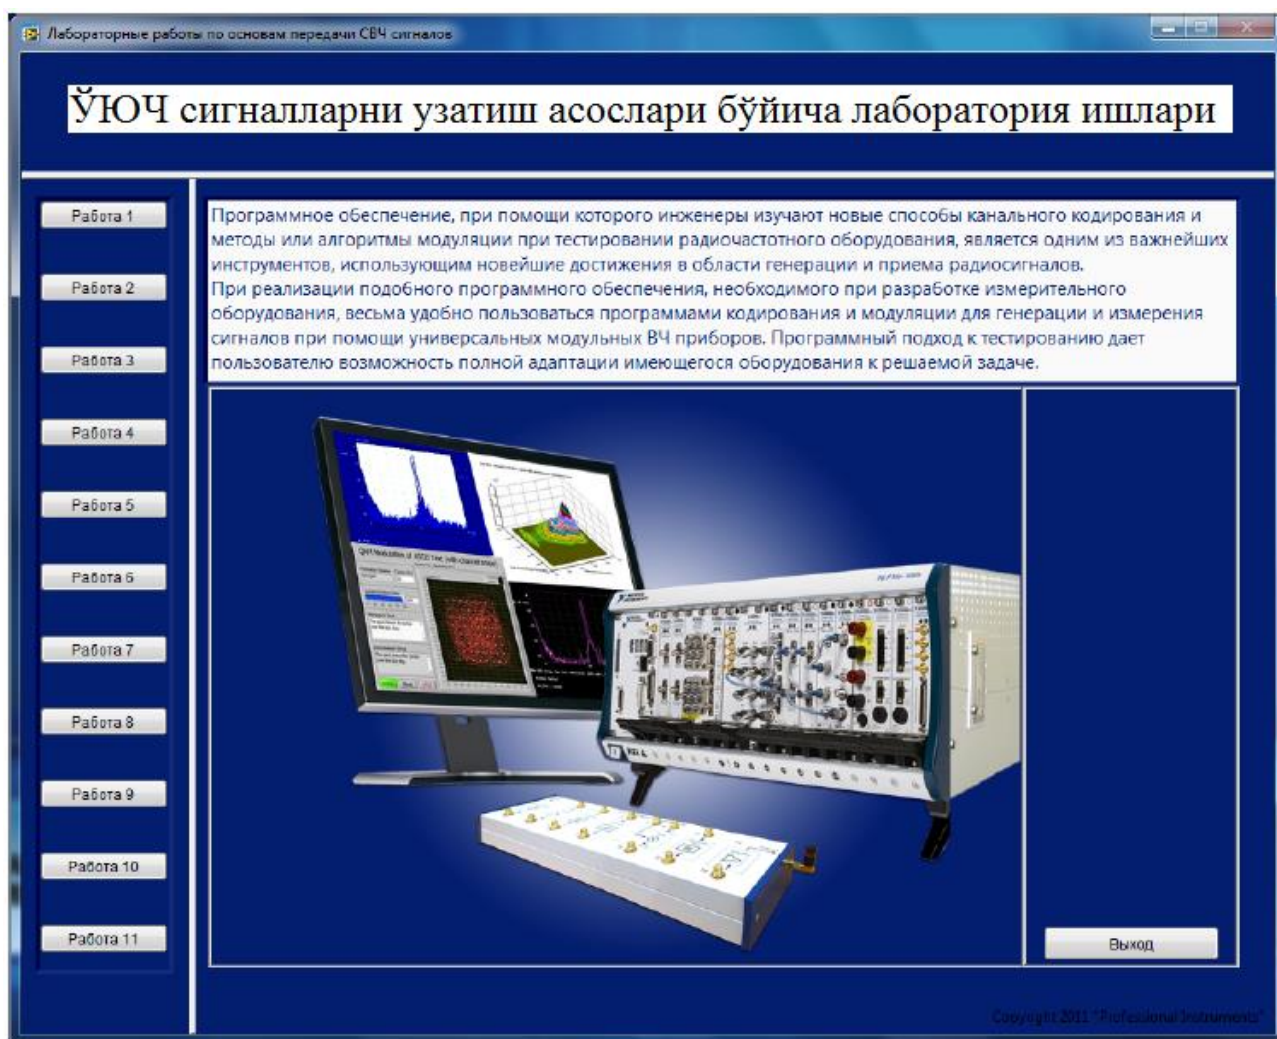 Лабораторные работы по основам передачи СВЧ сигналов
ЎЮЧ сигналларни узатиш асослари бўйича лаборатория ишлари
Работа 1
Работа 2
Работа 3
Работа 4
Работа 5
Работа 6
Работа 7
Работа 8
Работа 9
Работа 10
Работа 11
Программное обеспечение, при помощи которого инженеры изучают новые способы канального кодирования и
методы или алгоритмы модуляции при тестировании радиочастотного оборудования, является одним из важнейших
инструментов, использующим новейшие достижения в области генерации и приема радиосигналов.
При реализации подобного программного обеспечения, необходимого при разработке измерительного
оборудования, весьма удобно пользоваться программами кодирования и модуляции для генерации и измерения
сигналов при помощи универсальных модульных ВЧ приборов. Программный подход к тестированию дает
пользователю возможность полной адаптации имеющегося оборудования к решаемой задаче.
Выход
Copyright 2011 "Professional Instruments"